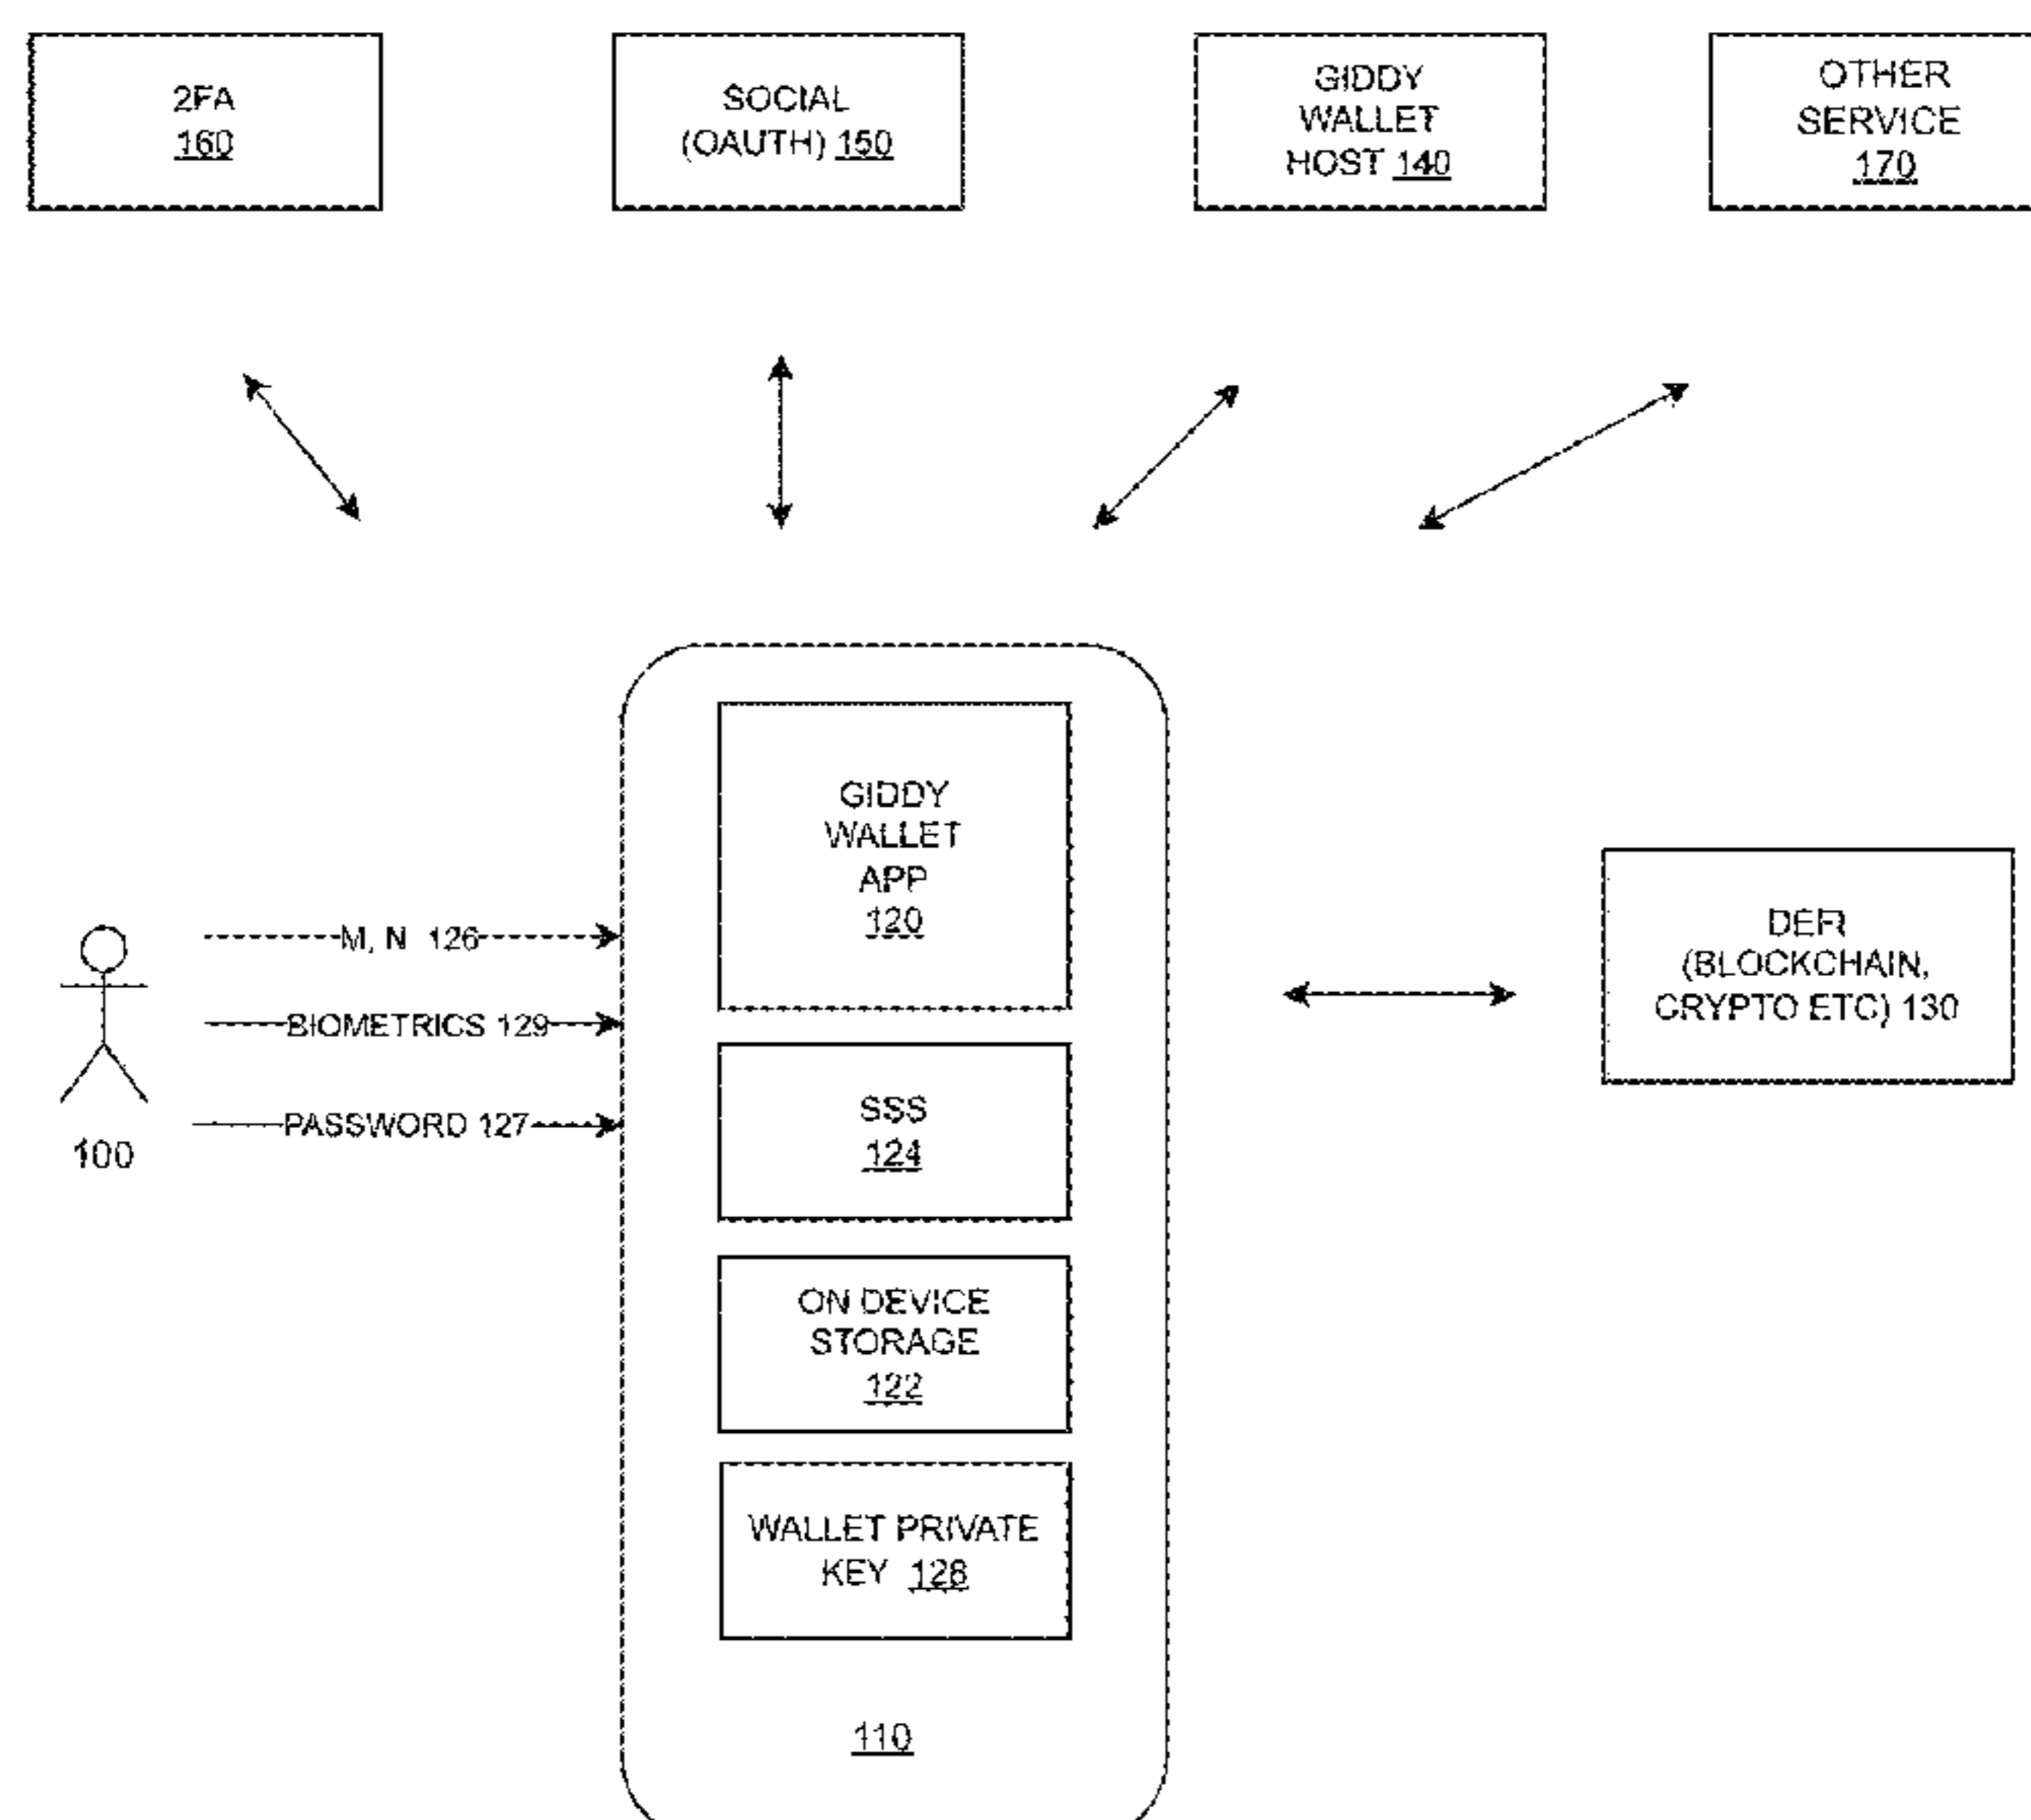 2FA
160
SOCIAL
(OAUTH) 150
GIDDY
WALLET
HOST 140
OTHER
SERVICE
170
GIDDY
WALLET
APP
120
M, N 126
BIOMETRICS 129
PASSWORD 127
100
SSS
124
ON DEVICE
STORAGE
122
WALLET PRIVATE
KEY 128
110
DEFI
(BLOCKCHAIN,
CRYPTO ETC) 130